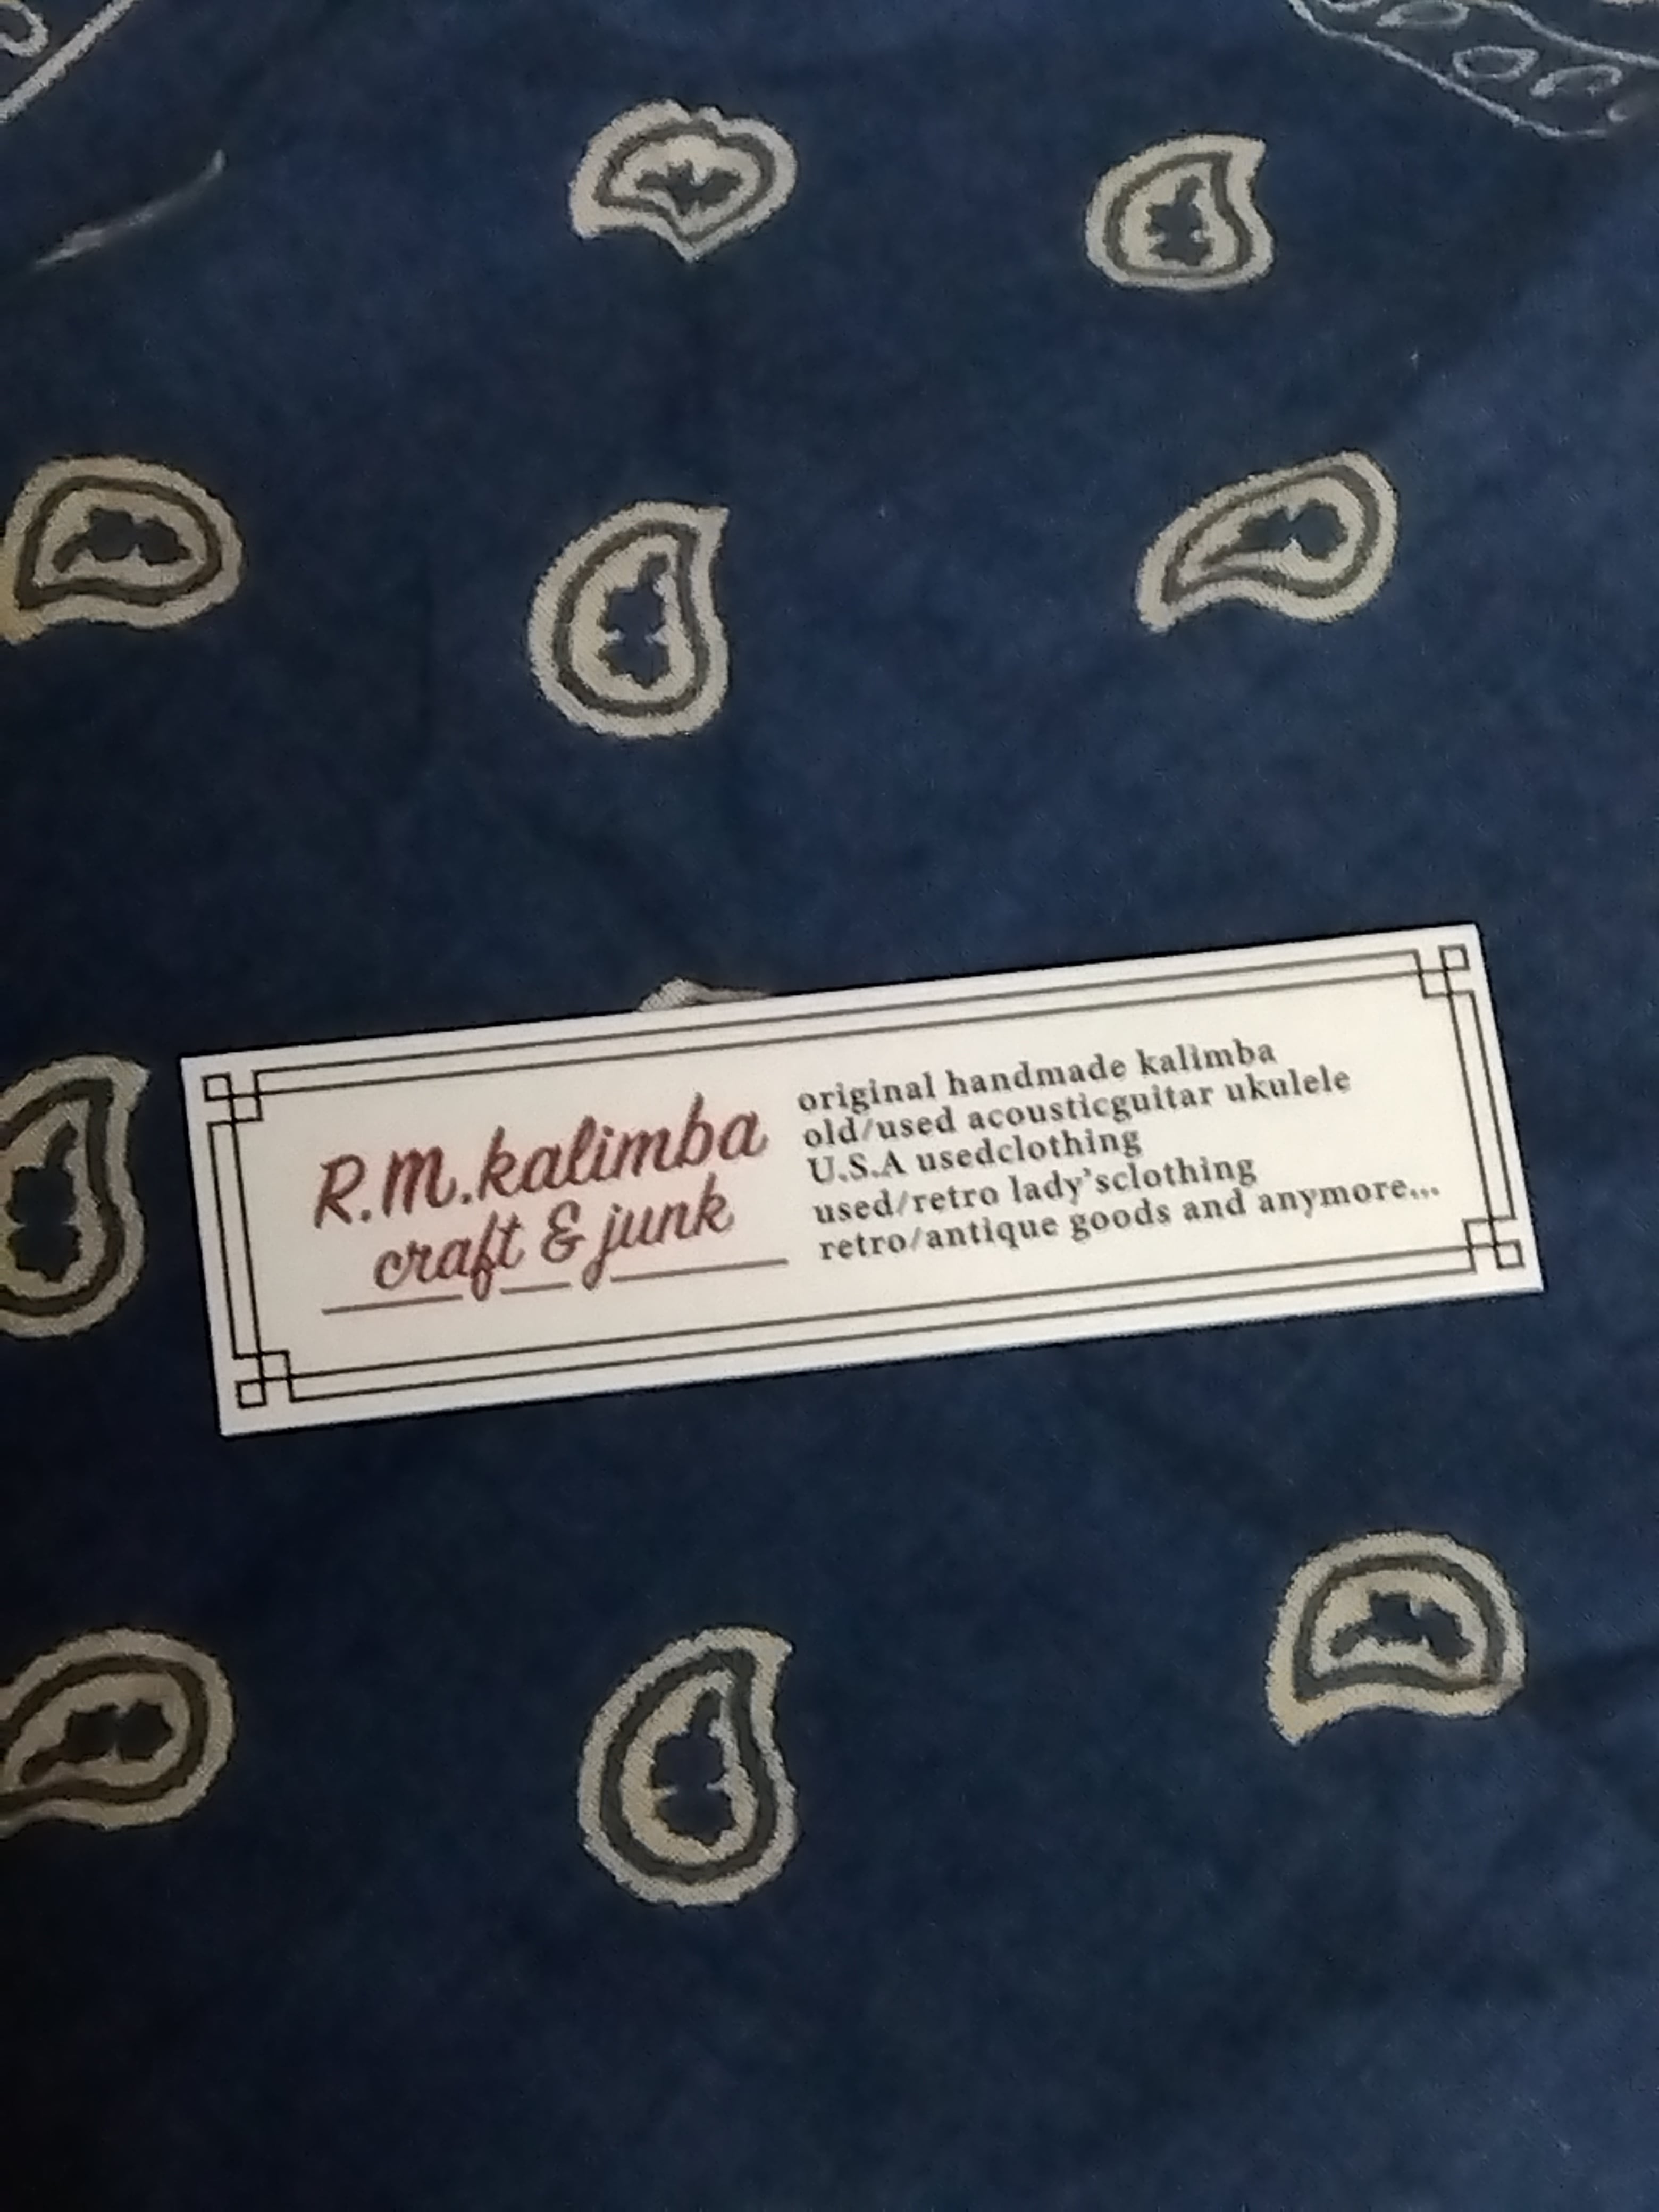 R.M.kalimba
craft & junk
original handmade kalimba
old/used acousticguitar ukulele
U.S.A usedclothing
used/retro lady'sclothing
retro/antique goods and anymore...